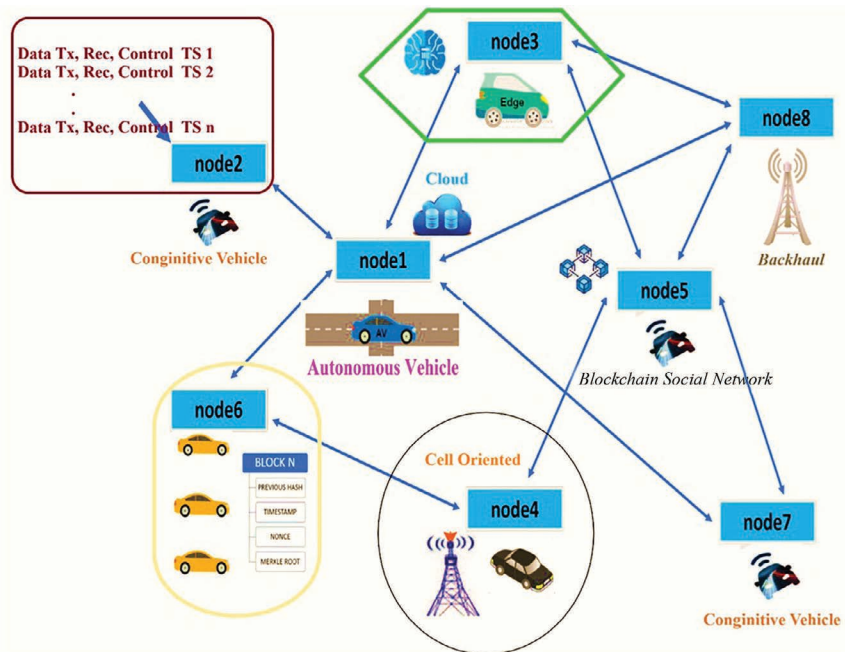 Data Tx, Rec, Control TS 1
Data Tx, Rec, Control TS 2
.
.
Data Tx, Rec, Control TS n
node2
Conginitive Vehicle
node3
Edge
node8
Backhaul
Cloud
node1
AV
Autonomous Vehicle
node5
Blockchain Social Network
node6
BLOCK N
PREVIOUS HASH
TIMESTAMP
NONCE
MERKLE ROOT
Cell Oriented
node4
node7
Conginitive Vehicle